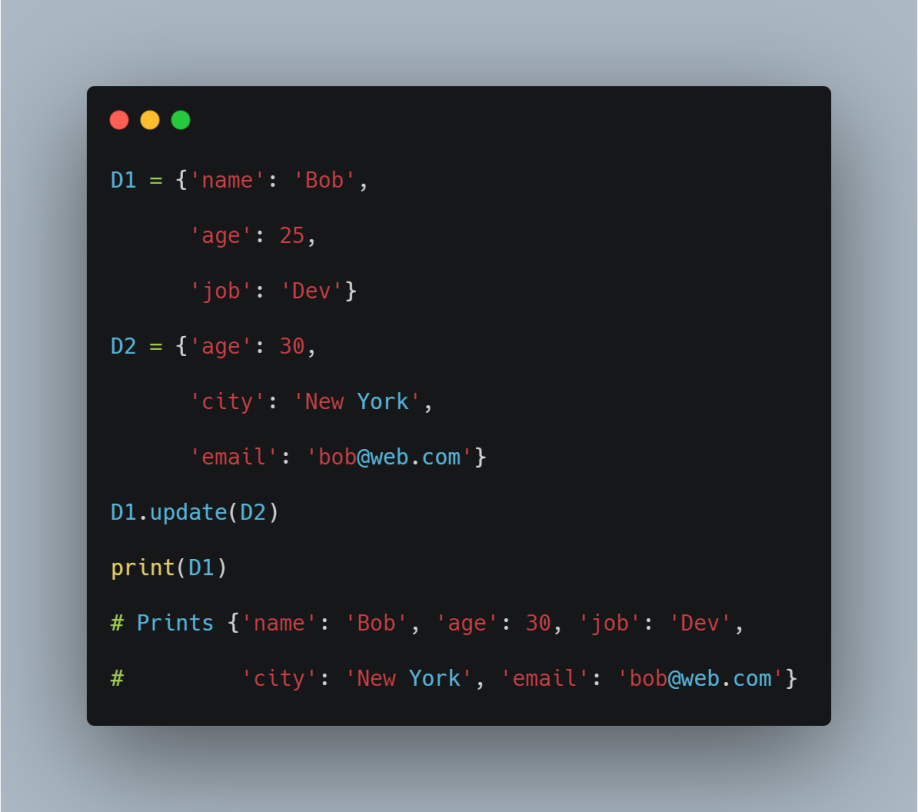 D1 = {'name': 'Bob',
      'age': 25,
      'job': 'Dev'}
D2 = {'age': 30,
      'city': 'New York',
      'email': 'bob@web.com'}
D1.update(D2)
print(D1)
# Prints {'name': 'Bob', 'age': 30, 'job': 'Dev',
#         'city': 'New York', 'email': 'bob@web.com'}